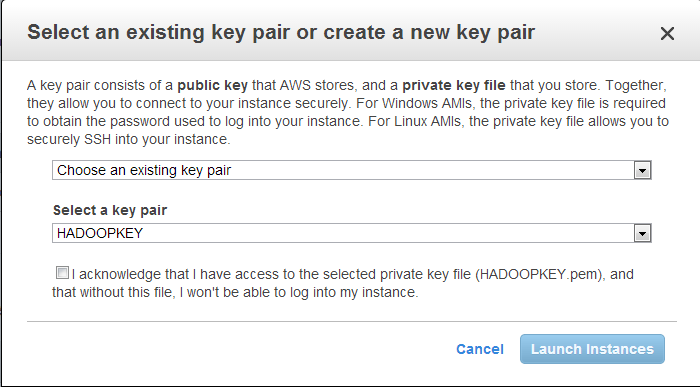 Select an existing key pair or create a new key pair
A key pair consists of a public key that AWS stores, and a private key file that you store. Together,
they allow you to connect to your instance securely. For Windows AMIs, the private key file is required
to obtain the password used to log into your instance. For Linux AMIs, the private key file allows you to
securely SSH into your instance.
Choose an existing key pair
Select a key pair
HADOOPKEY
I acknowledge that I have access to the selected private key file (HADOOPKEY.pem), and
that without this file, I won't be able to log into my instance.
Cancel Launch Instances